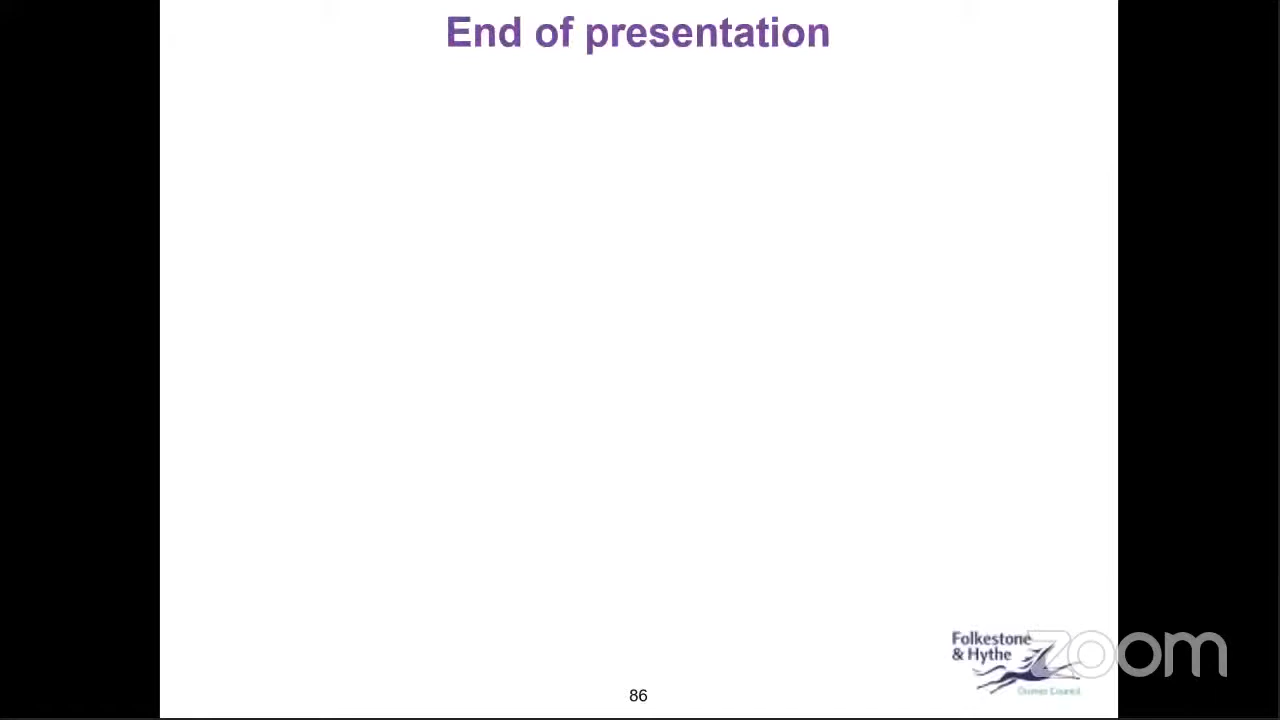 End of presentation
Folkestone
& Hythe
District Council
zoom
86